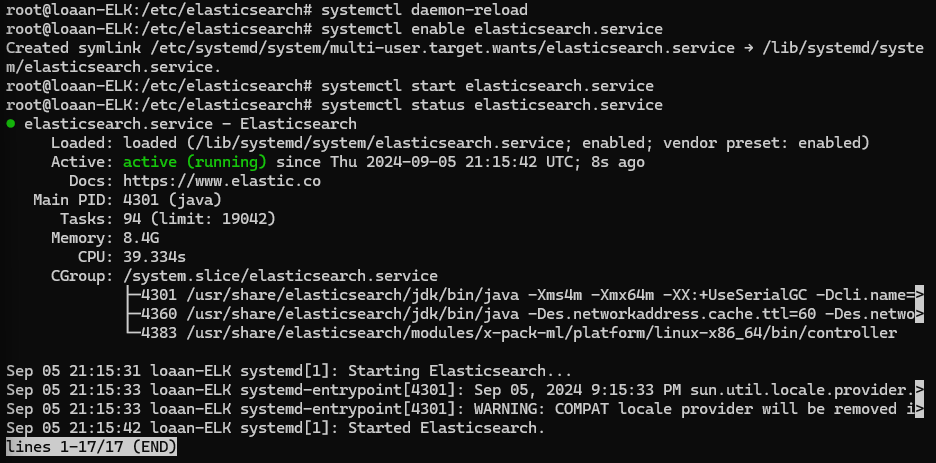 root@loaan-ELK:/etc/elasticsearch# systemctl daemon-reload
root@loaan-ELK:/etc/elasticsearch# systemctl enable elasticsearch.service
Created symlink /etc/systemd/system/multi-user.target.wants/elasticsearch.service → /lib/systemd/syste
m/elasticsearch.service.
root@loaan-ELK:/etc/elasticsearch# systemctl start elasticsearch.service
root@loaan-ELK:/etc/elasticsearch# systemctl status elasticsearch.service
● elasticsearch.service - Elasticsearch
     Loaded: loaded (/lib/systemd/system/elasticsearch.service; enabled; vendor preset: enabled)
     Active: active (running) since Thu 2024-09-05 21:15:42 UTC; 8s ago
       Docs: https://www.elastic.co
   Main PID: 4301 (java)
      Tasks: 94 (limit: 19042)
     Memory: 8.4G
        CPU: 39.334s
     CGroup: /system.slice/elasticsearch.service
             ├─4301 /usr/share/elasticsearch/jdk/bin/java -Xms4m -Xmx64m -XX:+UseSerialGC -Dcli.name=>
             ├─4360 /usr/share/elasticsearch/jdk/bin/java -Des.networkaddress.cache.ttl=60 -Des.netwo>
             └─4383 /usr/share/elasticsearch/modules/x-pack-ml/platform/linux-x86_64/bin/controller

Sep 05 21:15:31 loaan-ELK systemd[1]: Starting Elasticsearch...
Sep 05 21:15:33 loaan-ELK systemd-entrypoint[4301]: Sep 05, 2024 9:15:33 PM sun.util.locale.provider.>
Sep 05 21:15:33 loaan-ELK systemd-entrypoint[4301]: WARNING: COMPAT locale provider will be removed i>
Sep 05 21:15:42 loaan-ELK systemd[1]: Started Elasticsearch.
lines 1-17/17 (END)